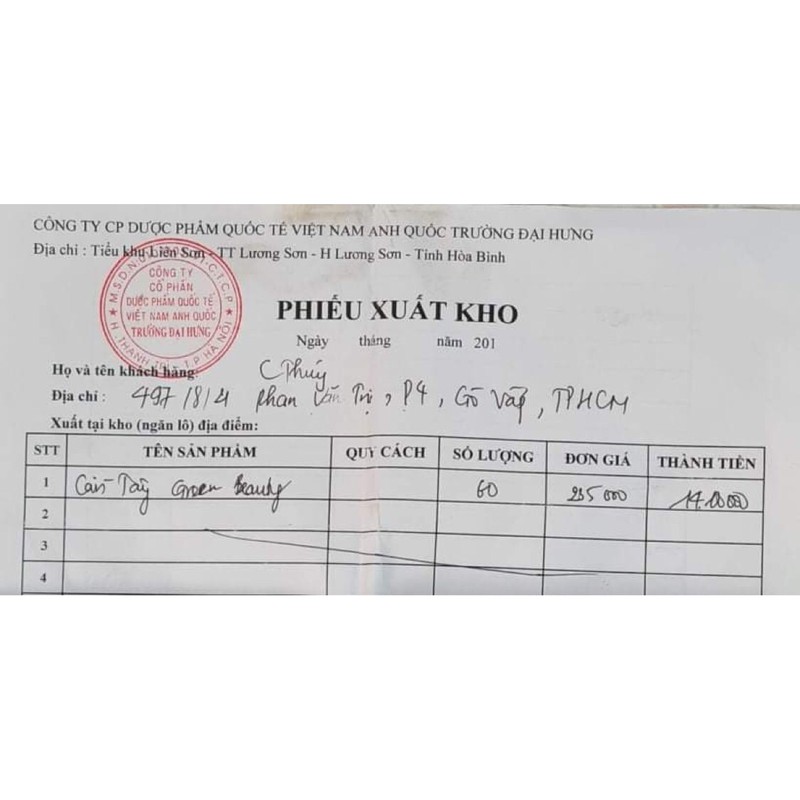 CÔNG TY CP DƯỢC PHẨM QUỐC TẾ VIỆT NAM ANH QUỐC TRƯỜNG ĐẠI HƯNG
Địa chỉ : Tiểu khu Liên Sơn - TT Lương Sơn - H Lương Sơn - Tỉnh Hòa Bình
CÔNG TY
CỔ PHẦN
DƯỢC PHẨM QUỐC TẾ
VIỆT NAM ANH QUỐC
TRƯỜNG ĐẠI HƯNG
PHIẾU XUẤT KHO
Ngày tháng năm 201
Họ và tên khách hàng: C Thúy
Địa chỉ : 497/8/4 Phan Văn Trị, P4, Gò Vấp, TPHCM
Xuất tại kho (ngăn lô) địa điểm:
STT TÊN SẢN PHẨM QUY CÁCH SỐ LƯỢNG ĐƠN GIÁ THÀNH TIỀN
1 Green Beauty 60 235 000
2
3
4